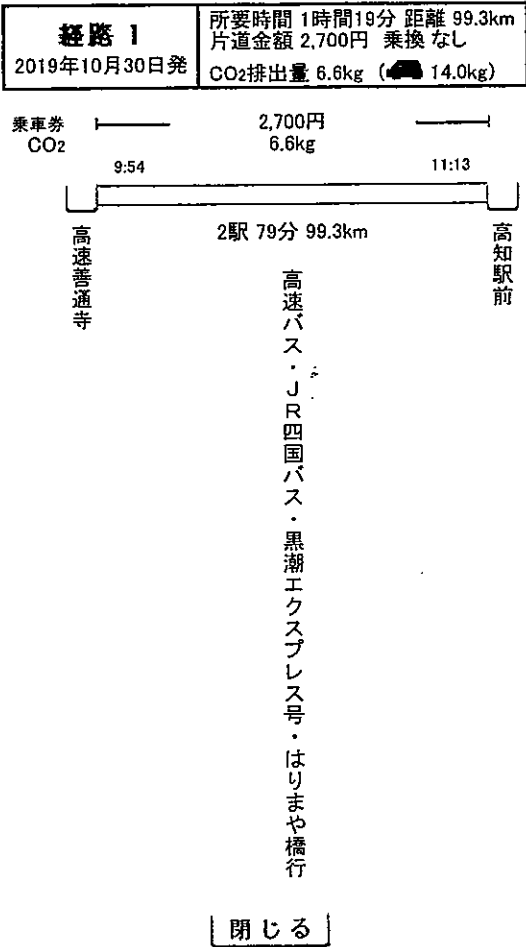 経路 1
2019年10月30日発
所要時間 1時間19分 距離 99.3km
片道金額 2,700円 乗換 なし
CO2排出量 6.6kg ( 14.0kg)
乗車券 2,700円
CO2 6.6kg
9:54 11:13
2駅 79分 99.3km
高速善通寺
高知駅前
高速バス・JR四国バス・黒潮エクスプレス号・はりまや橋行
閉じる